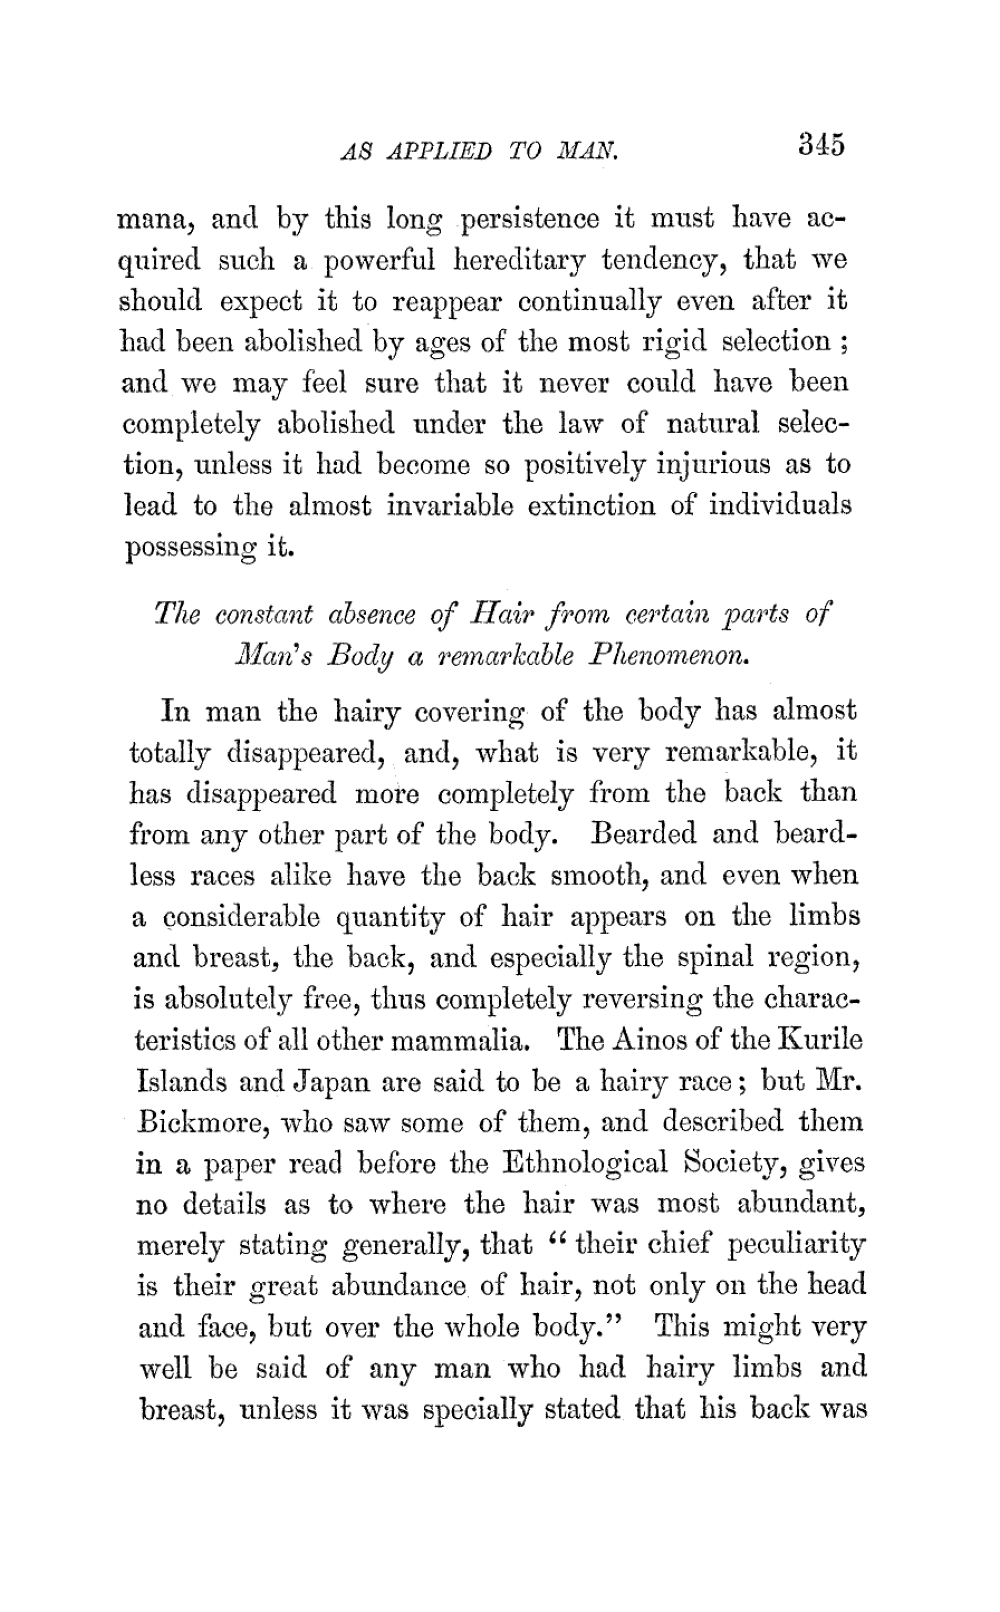 AS APPLIED TO MAN. 345
mana, and by this long persistence it must have ac-
quired such a powerful hereditary tendency, that we
should expect it to reappear continually even after it
had been abolished by ages of the most rigid selection ;
and we may feel sure that it never could have been
completely abolished under the law of natural selec-
tion, unless it had become so positively injurious as to
lead to the almost invariable extinction of individuals
possessing it.
The constant absence of Hair from certain parts of
Man's Body a remarkable Phenomenon.
In man the hairy covering of the body has almost
totally disappeared, and, what is very remarkable, it
has disappeared more completely from the back than
from any other part of the body. Bearded and beard-
less races alike have the back smooth, and even when
a considerable quantity of hair appears on the limbs
and breast, the back, and especially the spinal region,
is absolutely free, thus completely reversing the charac-
teristics of all other mammalia. The Ainos of the Kurile
Islands and Japan are said to be a hairy race ; but Mr.
Bickmore, who saw some of them, and described them
in a paper read before the Ethnological Society, gives
no details as to where the hair was most abundant,
merely stating generally, that “ their chief peculiarity
is their great abundance of hair, not only on the head
and face, but over the whole body.” This might very
well be said of any man who had hairy limbs and
breast, unless it was specially stated that his back was